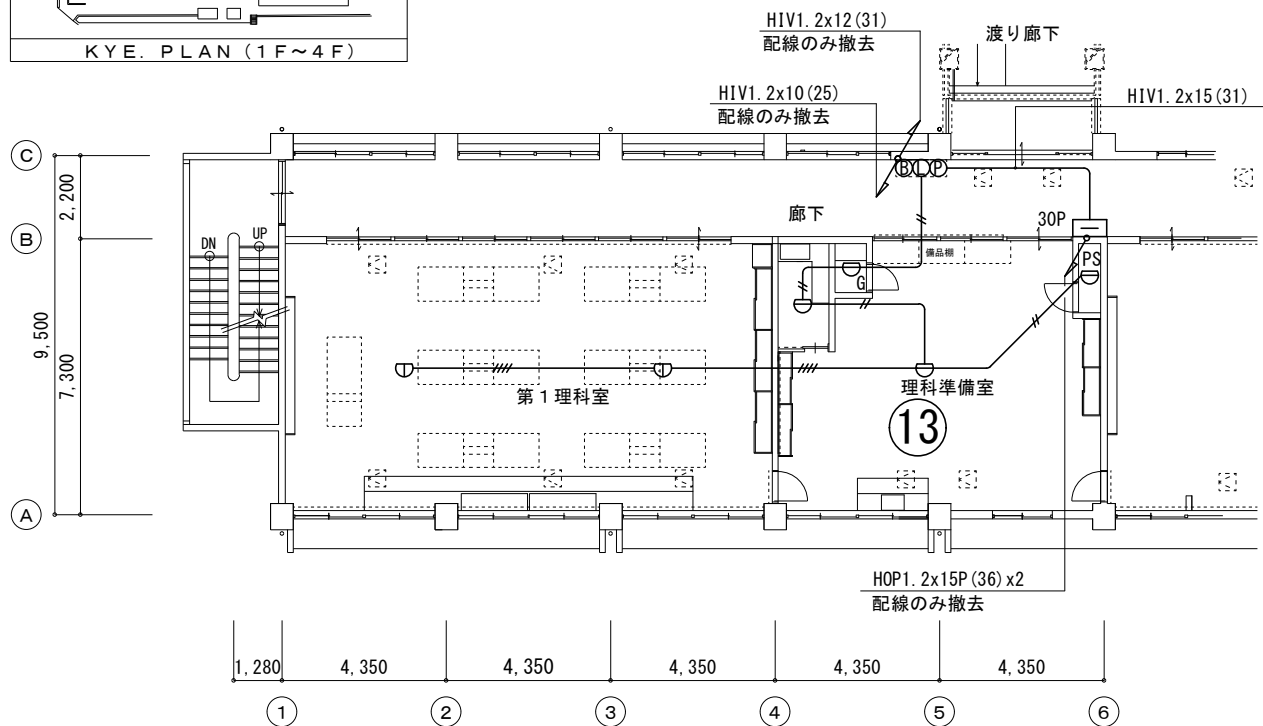 KYE. PLAN (1F～4F)
HIV1. 2x12(31)
配線のみ撤去
渡り廊下
HIV1. 2x10(25)
配線のみ撤去
HIV1. 2x15(31)
C
B L P
2,200
廊下
30P
B
DN
UP
備品棚
PS
G
9,500
7,300
第１理科室
理科準備室
13
A
HOP1. 2x15P(36)x2
配線のみ撤去
1,280
4,350
4,350
4,350
4,350
4,350
1
2
3
4
5
6